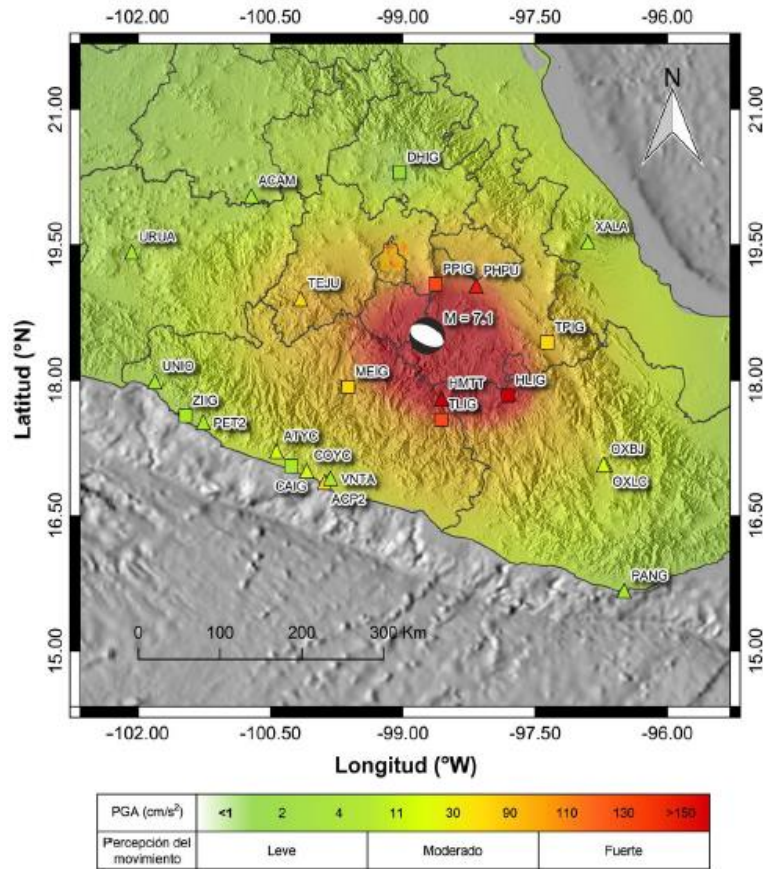 -102.00 -100.50 -99.00 -97.50 -96.00
N
21.00 21.00
DHIG
ACAM
19.50 URUA XALA 19.50
PPIG PHPU
TEJU
M = 7.1
TPIG
Latitud (°N)
18.00 UNIO MEIG HMTT HLIG 18.00
ZIIG TLIG
PET2
ATYC OXBJ
COYC
CAIG VNTA OXLC
ACP2
16.50 16.50
PANG
15.00 0 100 200 300 Km 15.00
-102.00 -100.50 -99.00 -97.50 -96.00
Longitud (°W)
PGA (cm/s²) <1 2 4 11 30 90 110 130 >150
Percepción del movimiento Leve Moderado Fuerte